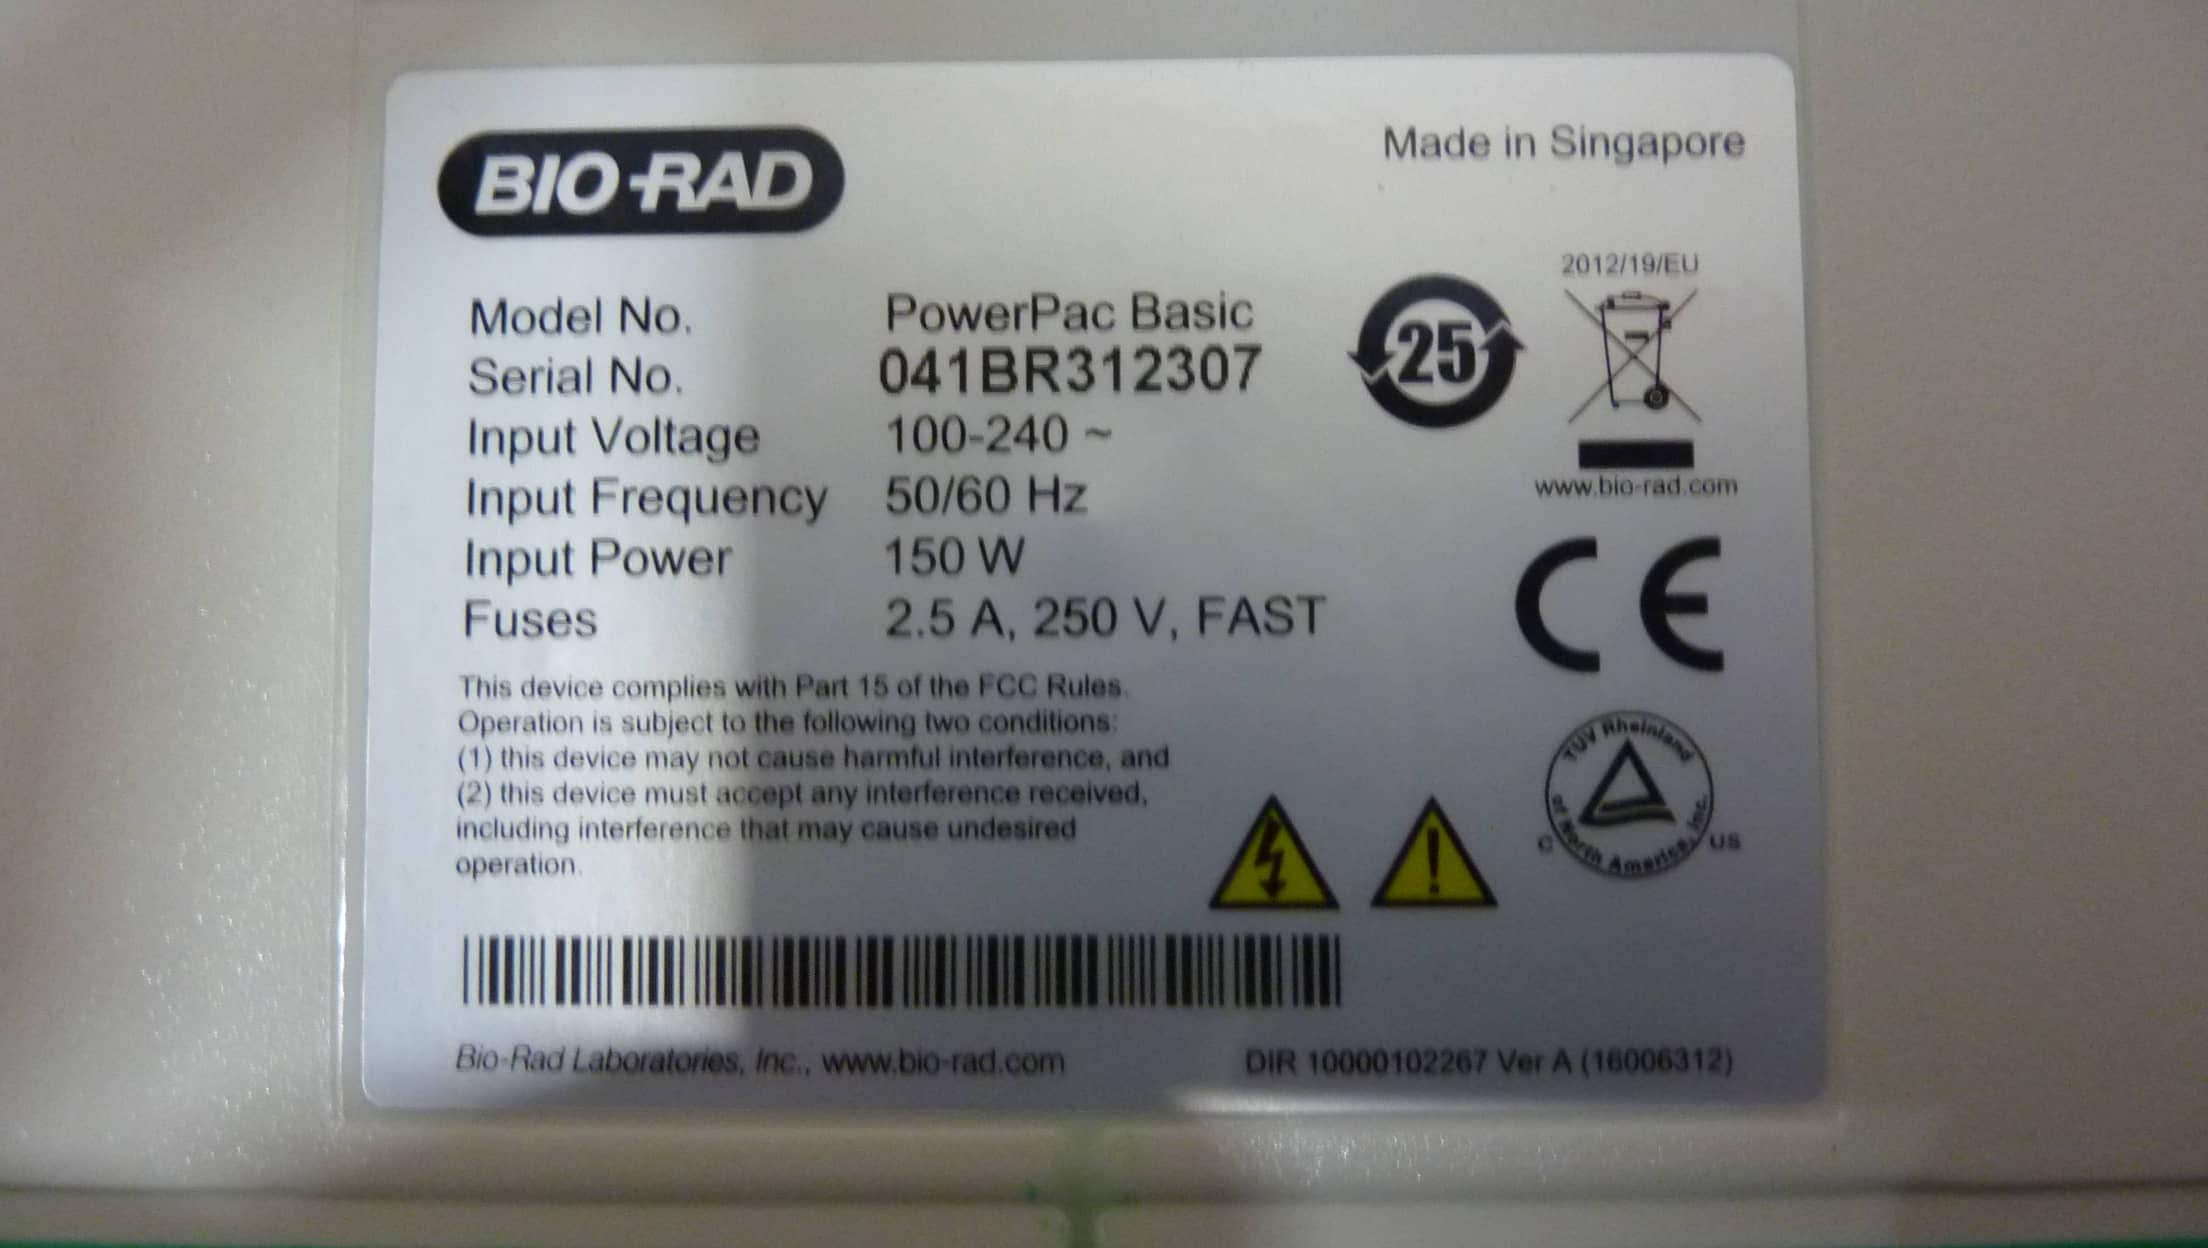 BIO-RAD
Made in Singapore
Model No. PowerPac Basic
Serial No. 041BR312307
Input Voltage 100-240 ~
Input Frequency 50/60 Hz
Input Power 150 W
Fuses 2.5 A, 250 V, FAST
25
2012/19/EU
www.bio-rad.com
CE
This device complies with Part 15 of the FCC Rules.
Operation is subject to the following two conditions:
(1) this device may not cause harmful interference, and
(2) this device must accept any interference received,
including interference that may cause undesired
operation.
TÜV Rheinland
of North America, Inc.
C US
Bio-Rad Laboratories, Inc., www.bio-rad.com
DIR 10000102267 Ver A (16006312)